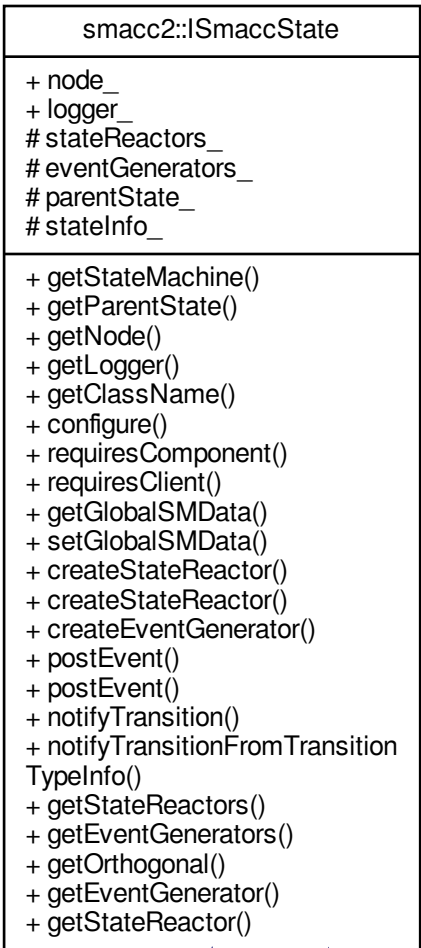 smacc2::ISmaccState
+ node_
+ logger_
# stateReactors_
# eventGenerators_
# parentState_
# stateInfo_
+ getStateMachine()
+ getParentState()
+ getNode()
+ getLogger()
+ getClassName()
+ configure()
+ requiresComponent()
+ requiresClient()
+ getGlobalSMData()
+ setGlobalSMData()
+ createStateReactor()
+ createStateReactor()
+ createEventGenerator()
+ postEvent()
+ postEvent()
+ notifyTransition()
+ notifyTransitionFromTransition
TypeInfo()
+ getStateReactors()
+ getEventGenerators()
+ getOrthogonal()
+ getEventGenerator()
+ getStateReactor()